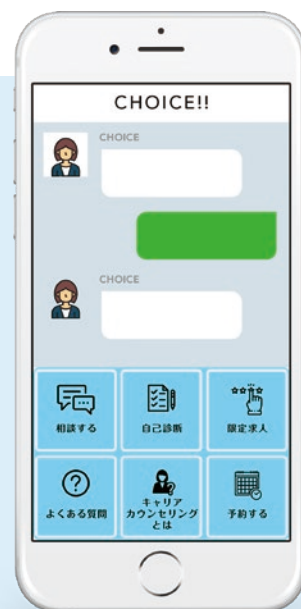 CHOICE!!
CHOICE
CHOICE
相談する
自己診断
限定求人
よくある質問
キャリア
カウンセリング
とは
予約する